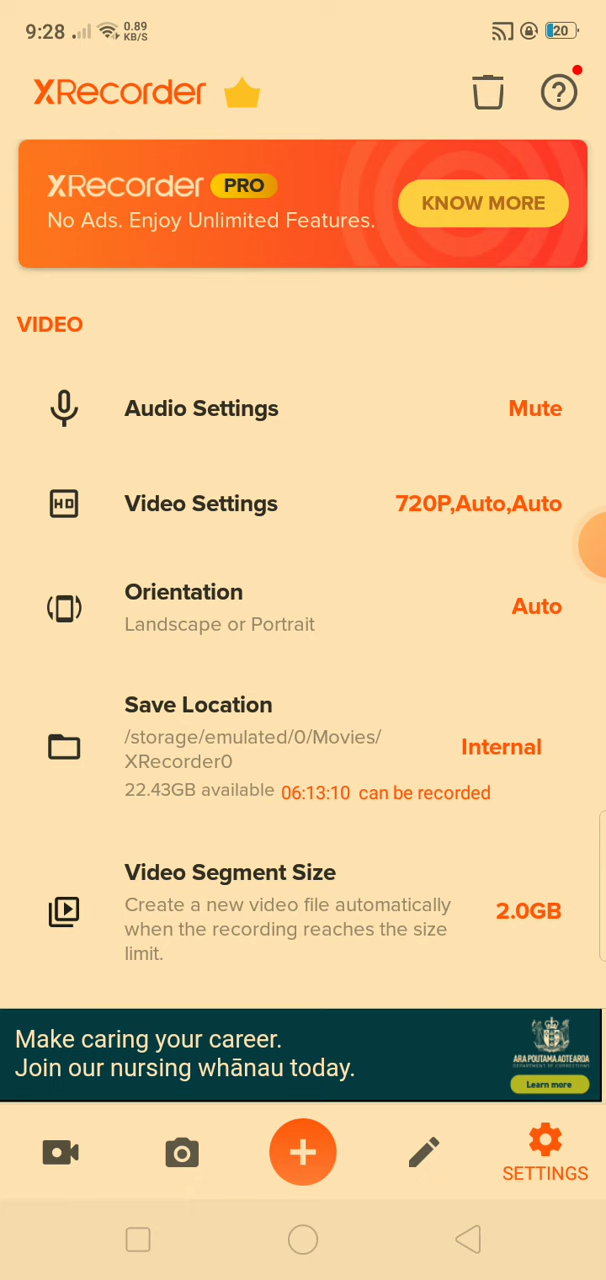 9:28
0.89
KB/S
20
XRecorder
XRecorder PRO
No Ads. Enjoy Unlimited Features.
KNOW MORE
VIDEO
Audio Settings
Mute
HD
Video Settings
720P,Auto,Auto
Orientation
Landscape or Portrait
Auto
Save Location
/storage/emulated/0/Movies/
XRecorder0
Internal
22.43GB available 06:13:10 can be recorded
Video Segment Size
Create a new video file automatically
when the recording reaches the size
limit.
2.0GB
Make caring your career.
Join our nursing whānau today.
ARA POUTAMA AOTEAROA
DEPARTMENT OF CORRECTIONS
Learn more
SETTINGS